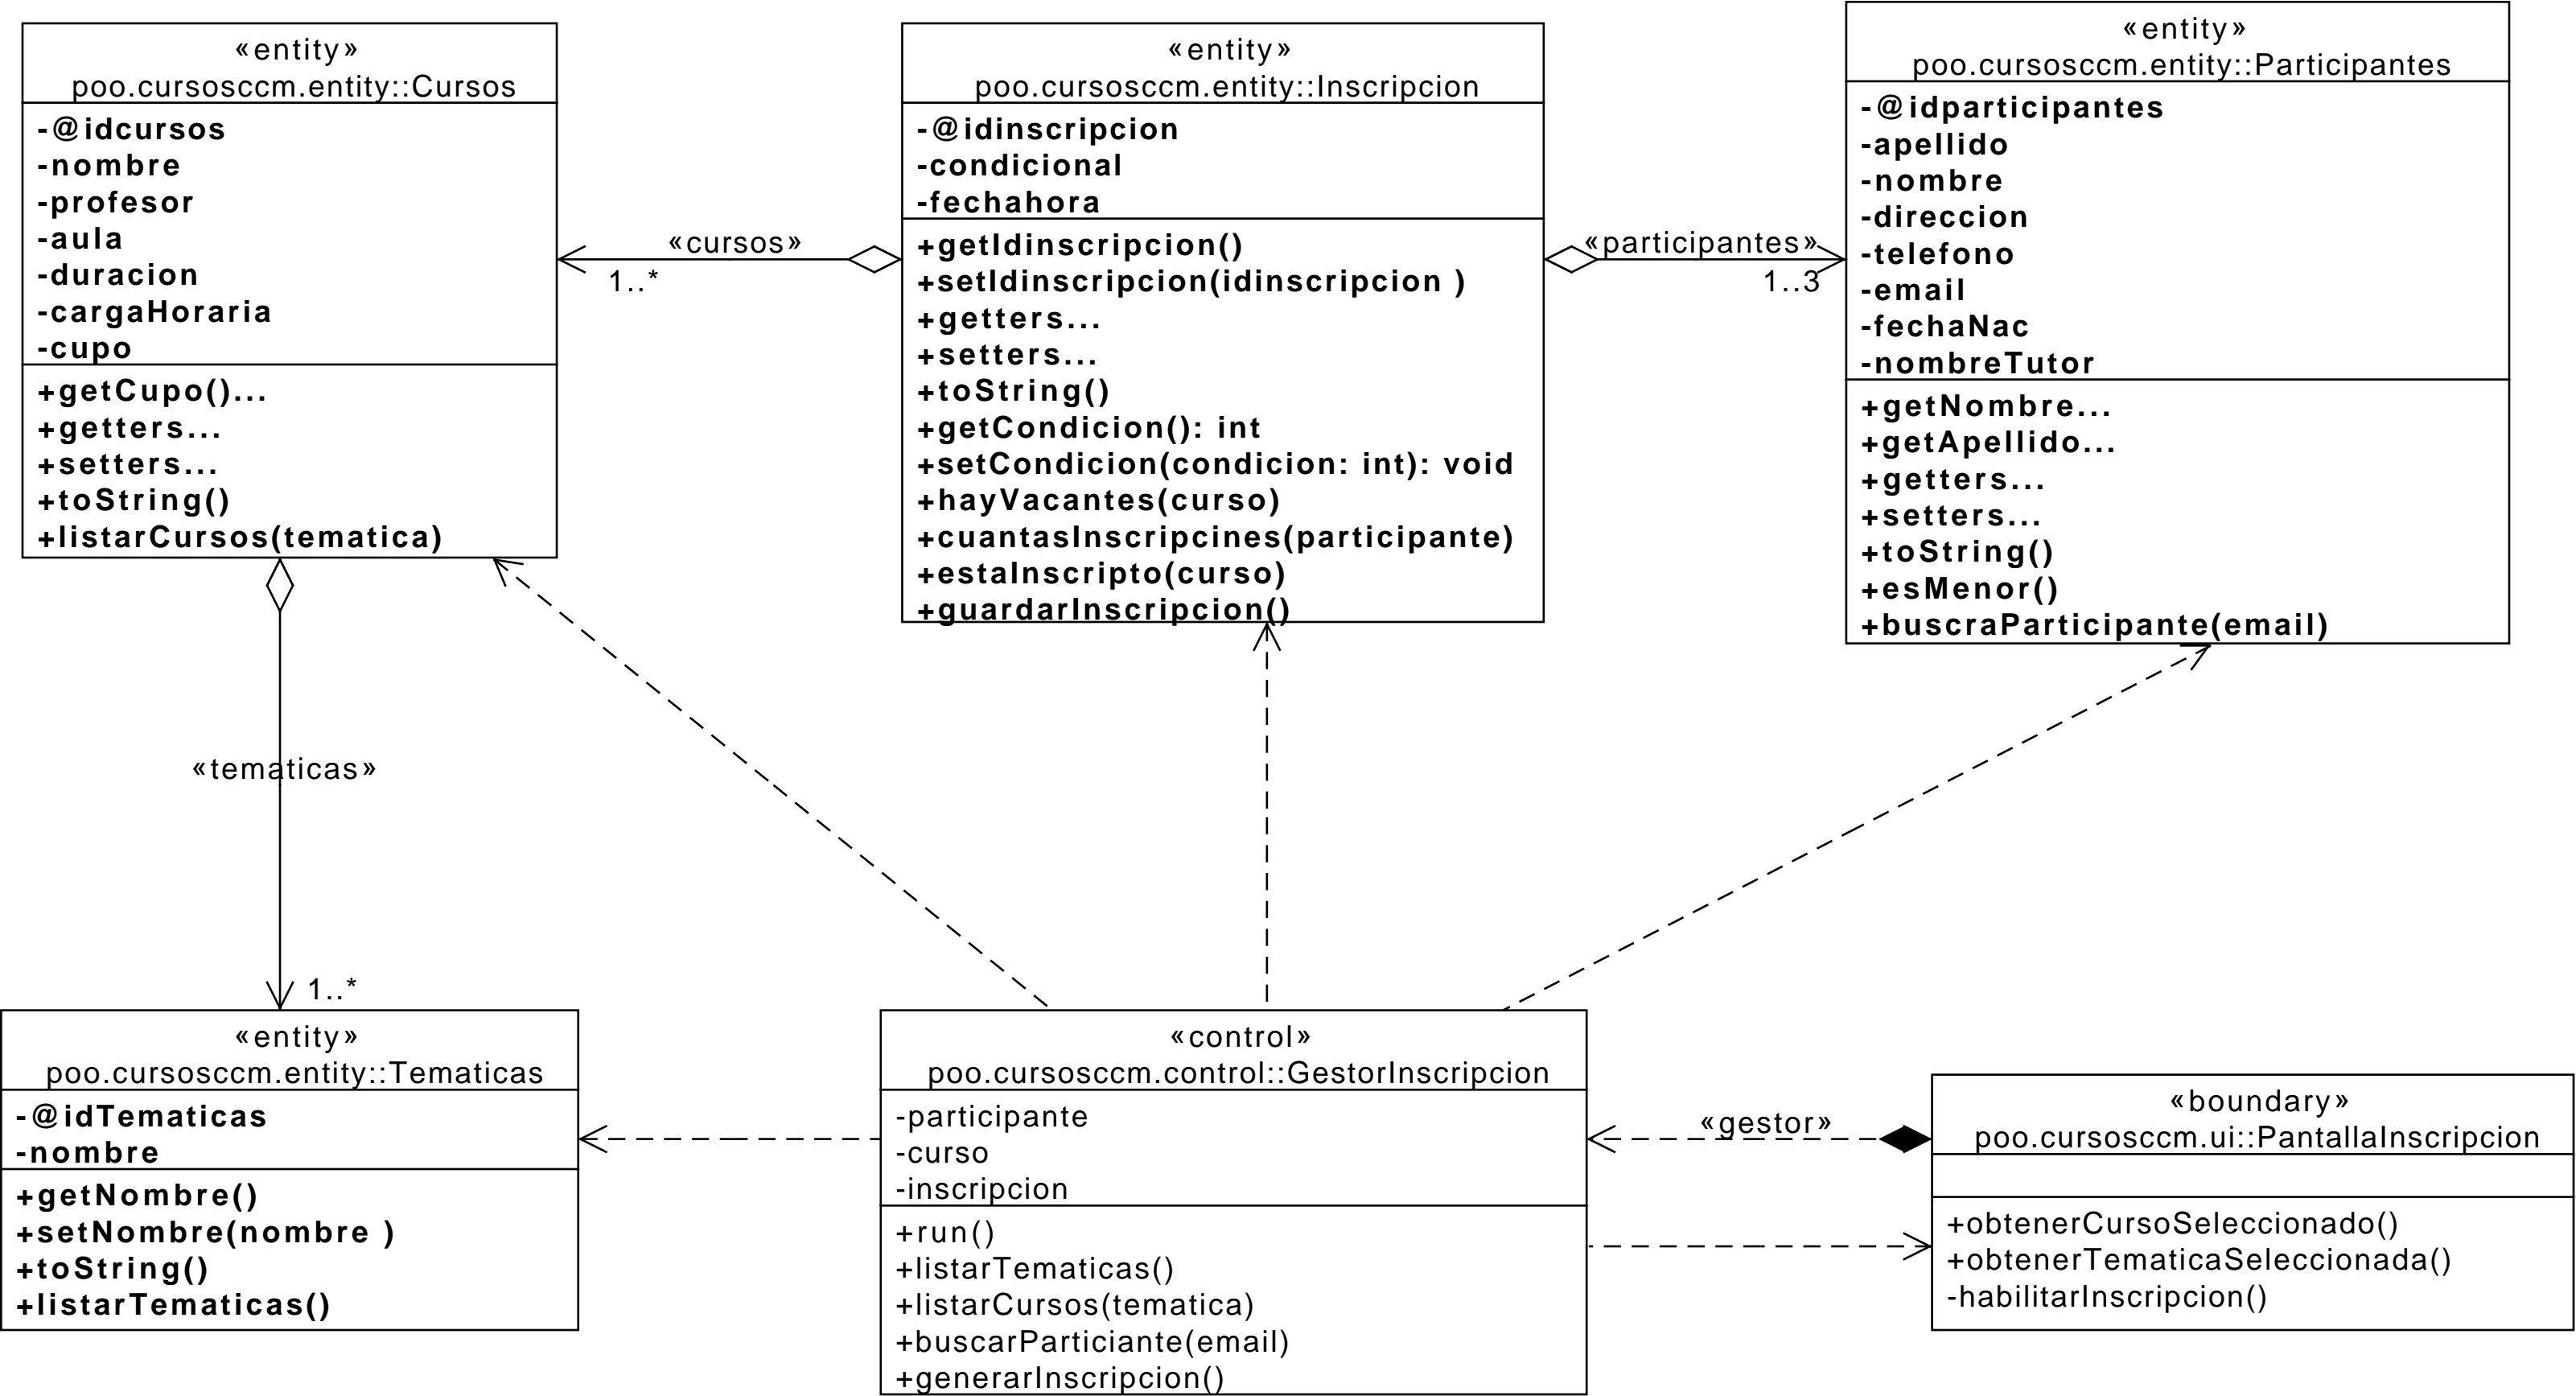 «entity»
poo.cursosccm.entity::Cursos
-@idcursos
-nombre
-profesor
-aula
-duracion
-cargaHoraria
-cupo
+getCupo()...
+getters...
+setters...
+toString()
+listarCursos(tematica)
«cursos»
1..*
«entity»
poo.cursosccm.entity::Inscripcion
-@idinscripcion
-condicional
-fechahora
+getIdinscripcion()
+setIdinscripcion(idinscripcion )
+getters...
+setters...
+toString()
+getCondicion(): int
+setCondicion(condicion: int): void
+hayVacantes(curso)
+cuantasInscripcines(participante)
+estaInscripto(curso)
+guardarInscripcion()
«participantes»
1..3
«entity»
poo.cursosccm.entity::Participantes
-@idparticipantes
-apellido
-nombre
-direccion
-telefono
-email
-fechaNac
-nombreTutor
+getNombre...
+getApellido...
+getters...
+setters...
+toString()
+esMenor()
+buscraParticipante(email)
«tematicas»
1..*
«entity»
poo.cursosccm.entity::Tematicas
-@idTematicas
-nombre
+getNombre()
+setNombre(nombre )
+toString()
+listarTematicas()
«control»
poo.cursosccm.control::GestorInscripcion
-participante
-curso
-inscripcion
+run()
+listarTematicas()
+listarCursos(tematica)
+buscarParticiante(email)
+generarInscripcion()
«gestor»
«boundary»
poo.cursosccm.ui::PantallaInscripcion
+obtenerCursoSeleccionado()
+obtenerTematicaSeleccionada()
-habilitarInscripcion()